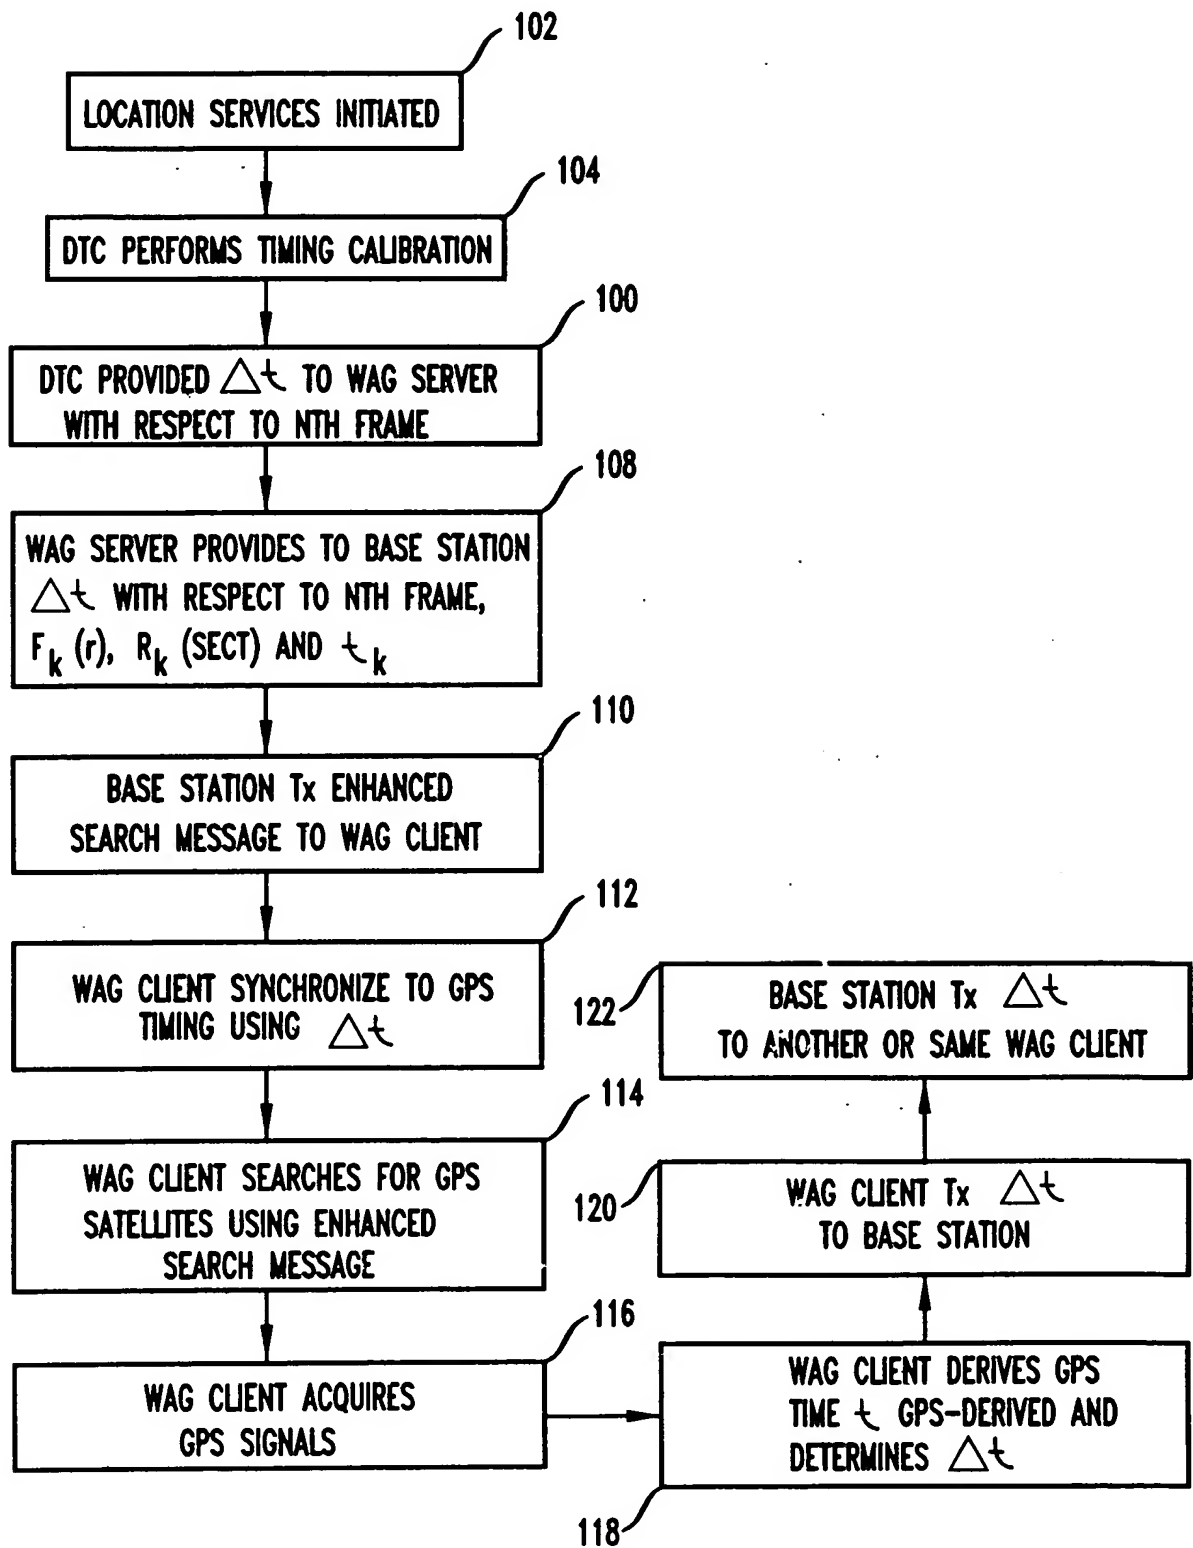 102
LOCATION SERVICES INITIATED
104
DTC PERFORMS TIMING CALIBRATION
100
DTC PROVIDED △t TO WAG SERVER
WITH RESPECT TO NTH FRAME
108
WAG SERVER PROVIDES TO BASE STATION
△t WITH RESPECT TO NTH FRAME,
Fk (r), Rk (SECT) AND tk
110
BASE STATION Tx ENHANCED
SEARCH MESSAGE TO WAG CLIENT
112
WAG CLIENT SYNCHRONIZE TO GPS
TIMING USING △t
114
WAG CLIENT SEARCHES FOR GPS
SATELLITES USING ENHANCED
SEARCH MESSAGE
116
WAG CLIENT ACQUIRES
GPS SIGNALS
118
WAG CLIENT DERIVES GPS
TIME t GPS-DERIVED AND
DETERMINES △t
120
WAG CLIENT Tx △t
TO BASE STATION
122
BASE STATION Tx △t
TO ANOTHER OR SAME WAG CLIENT